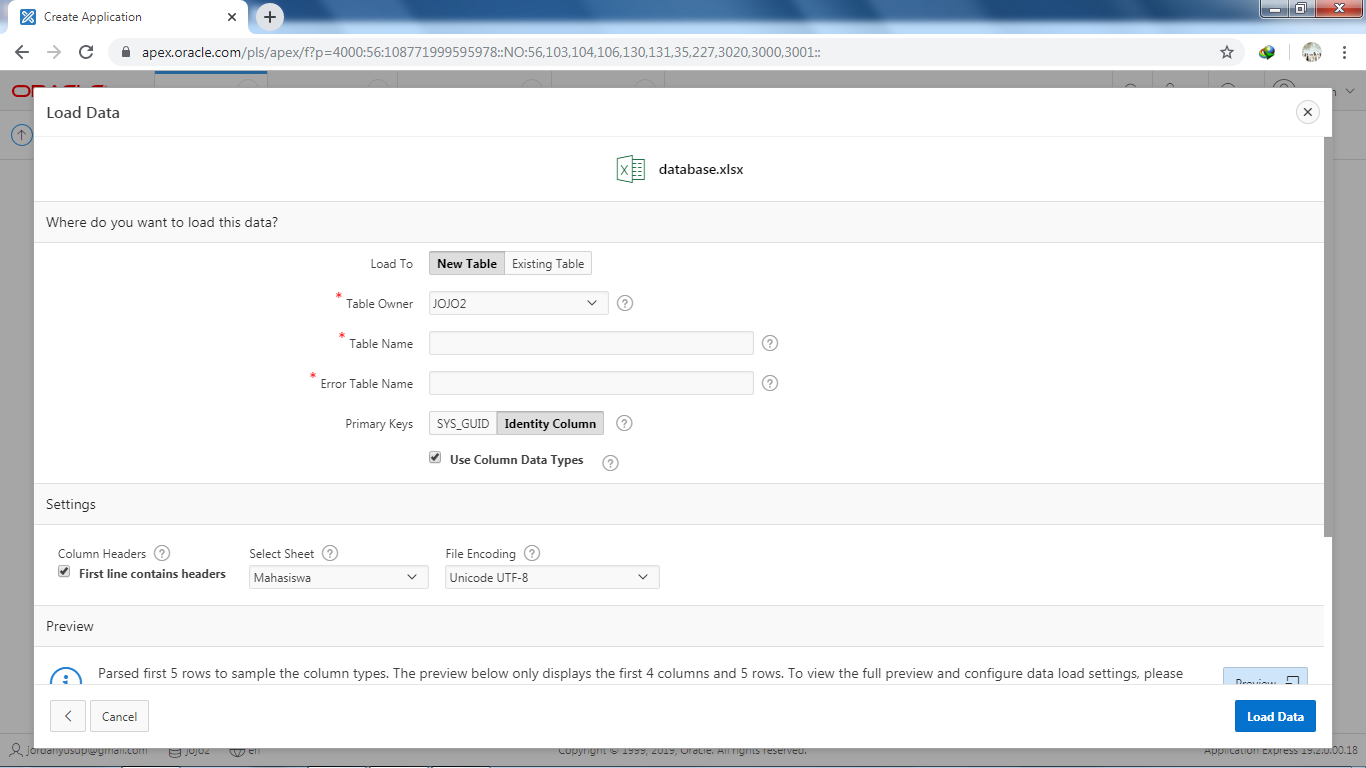 Create Application
apex.oracle.com/pls/apex/f?p=4000:56:108771999595978::NO:56,103,104,106,130,131,35,227,3020,3000,3001::
Load Data
database.xlsx
Where do you want to load this data?
Load To New Table Existing Table
* Table Owner JOJO2
* Table Name
* Error Table Name
Primary Keys SYS_GUID Identity Column
Use Column Data Types
Settings
Column Headers Select Sheet File Encoding
First line contains headers Mahasiswa Unicode UTF-8
Preview
Parsed first 5 rows to sample the column types. The preview below only displays the first 4 columns and 5 rows. To view the full preview and configure data load settings, please
Preview
Cancel Load Data
jordanyusup@gmail.com jojo2 en Copyright © 1999, 2019, Oracle. All rights reserved. Application Express 19.2.0.00.18